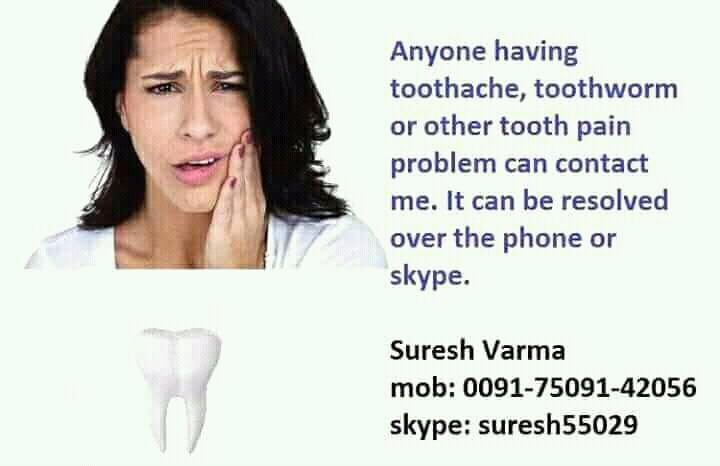 Anyone having
toothache, toothworm
or other tooth pain
problem can contact
me. It can be resolved
over the phone or
skype.
Suresh Varma
mob: 0091-75091-42056
skype: suresh55029